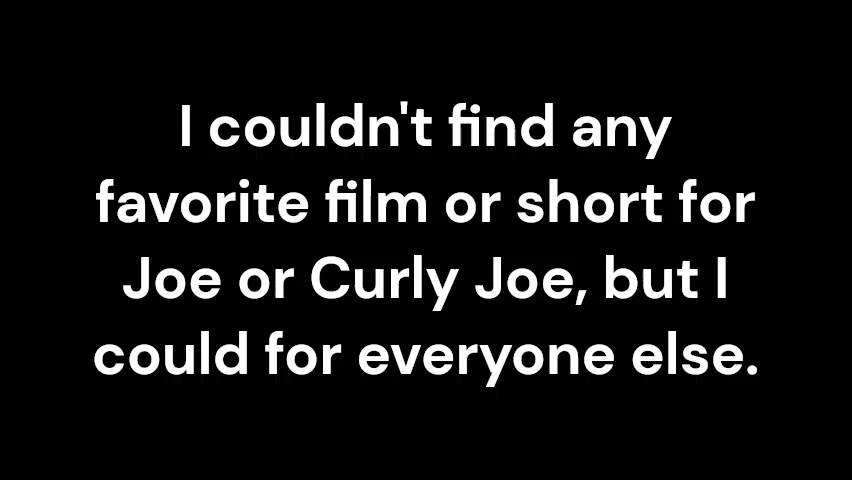 I couldn't find any
favorite film or short for
Joe or Curly Joe, but I
could for everyone else.